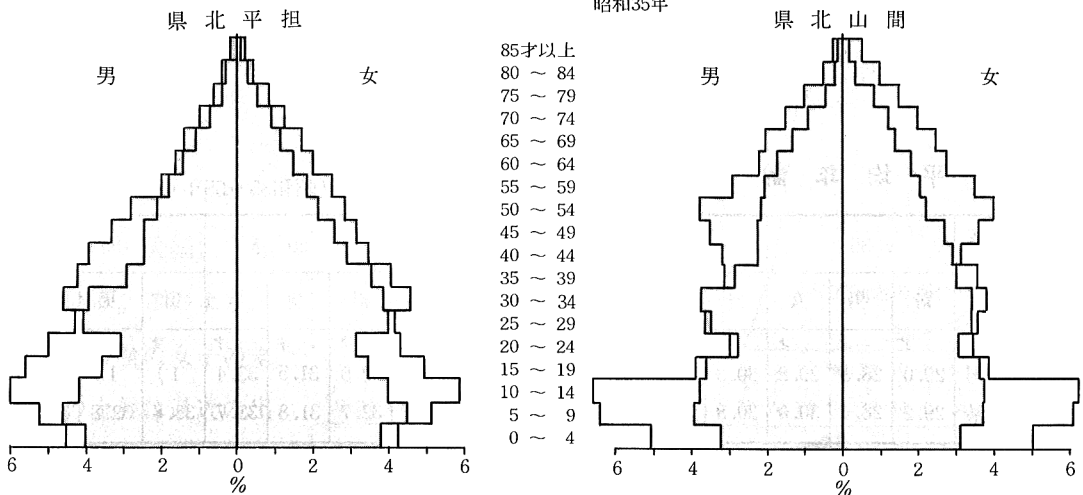 昭和35年
県北平担
男
女
85才以上
80 ～ 84
75 ～ 79
70 ～ 74
65 ～ 69
60 ～ 64
55 ～ 59
50 ～ 54
45 ～ 49
40 ～ 44
35 ～ 39
30 ～ 34
25 ～ 29
20 ～ 24
15 ～ 19
10 ～ 14
5 ～ 9
0 ～ 4
6 4 2 0 2 4 6
%
県北山間
男
女
6 4 2 0 2 4 6
%